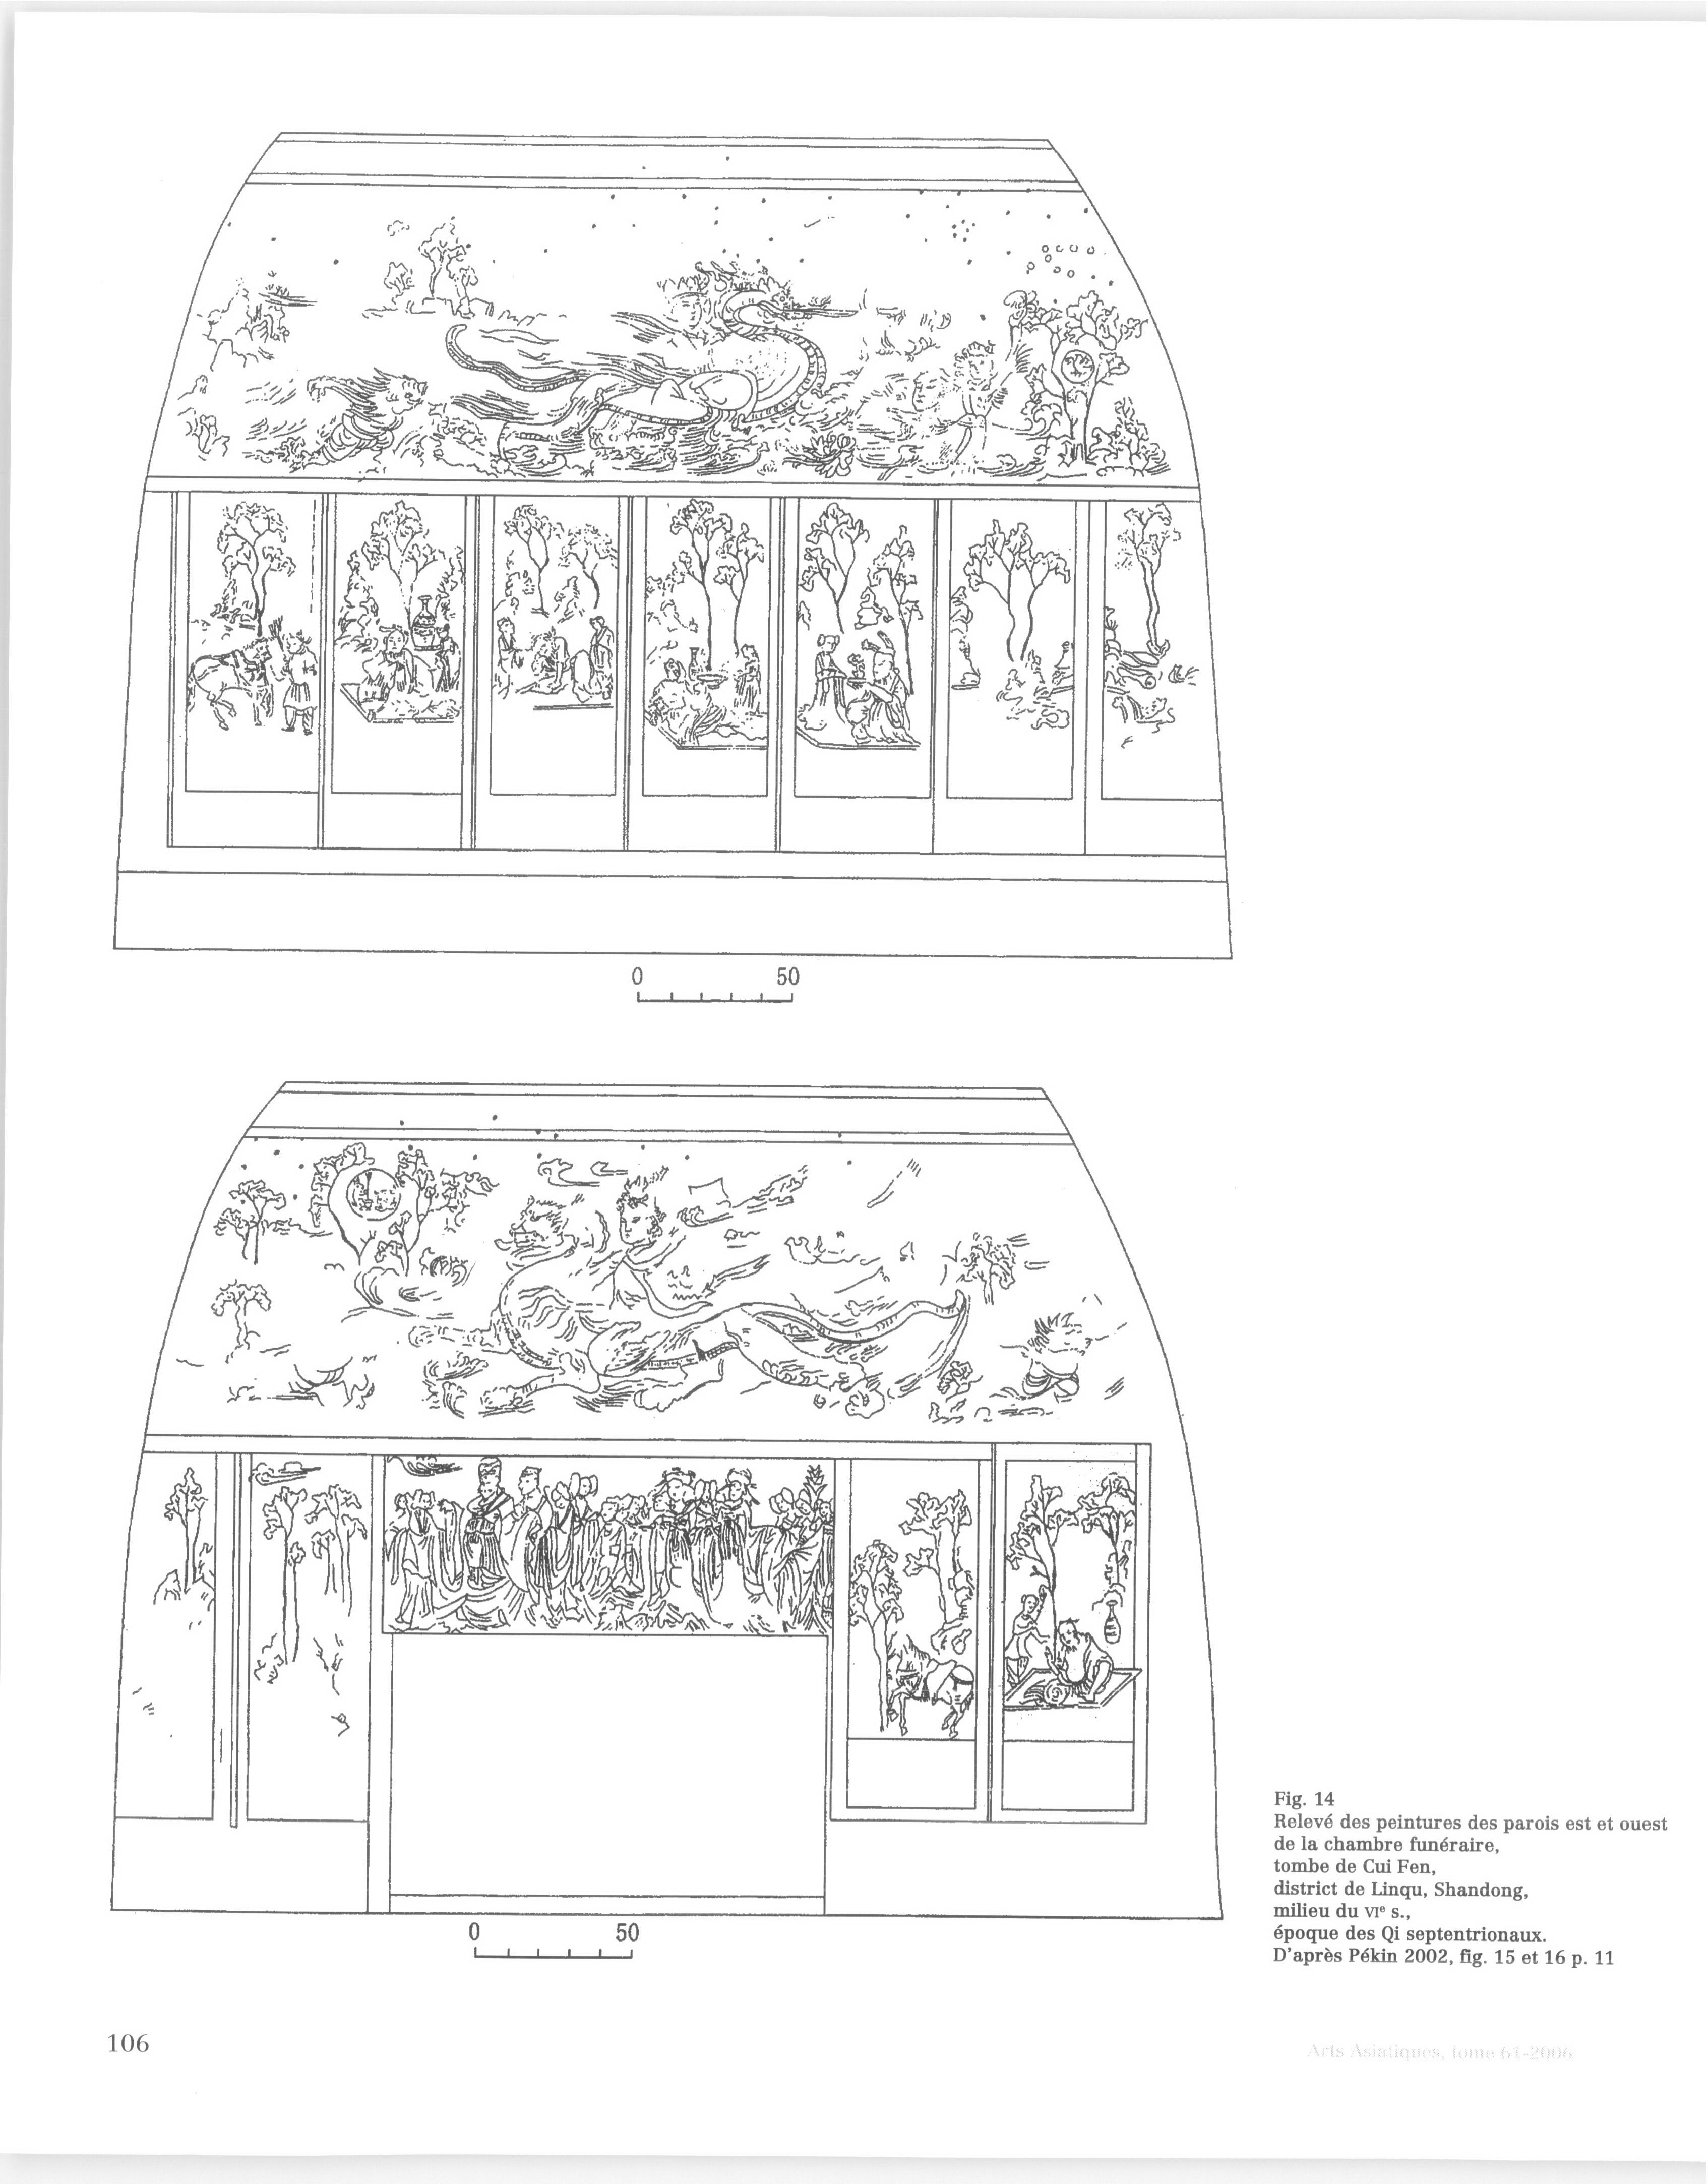 0 50
0 50
Fig. 14
Relevé des peintures des parois est et ouest
de la chambre funéraire,
tombe de Cui Fen,
district de Linqu, Shandong,
milieu du VIe s.,
époque des Qi septentrionaux.
D'après Pékin 2002, fig. 15 et 16 p. 11
106
Arts Asiatiques, tome 61-2006